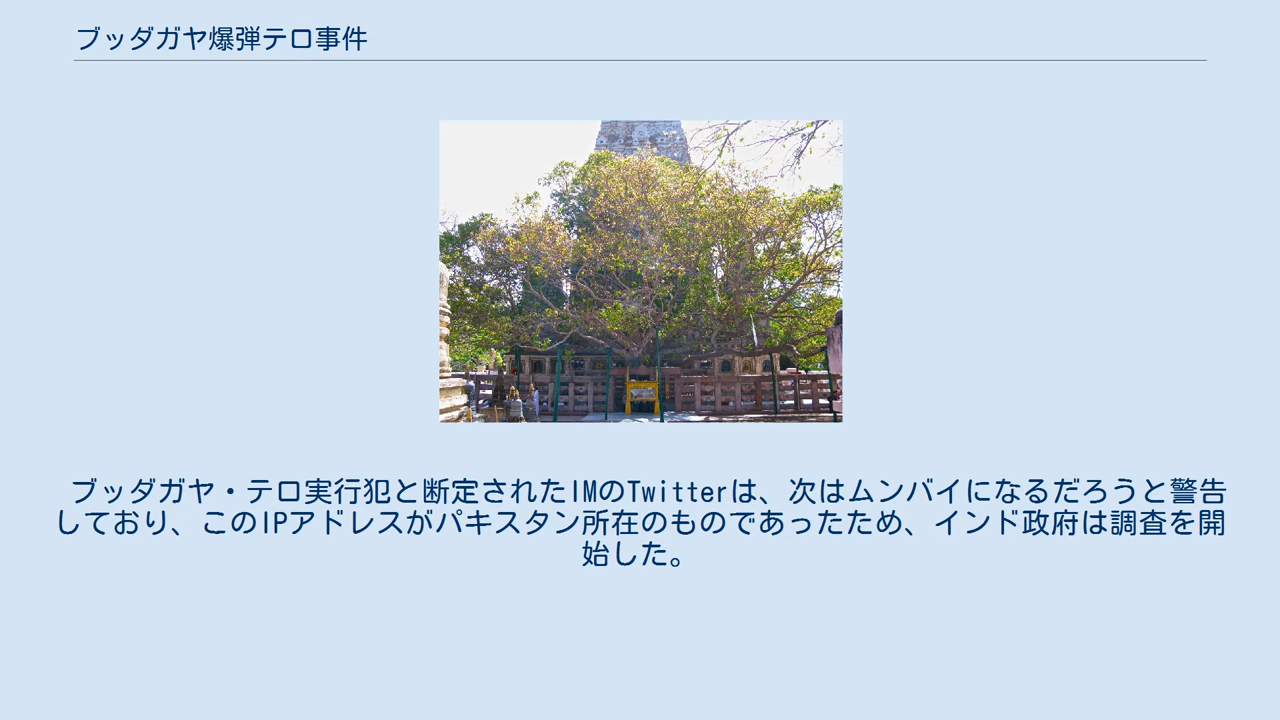 ブッダガヤ爆弾テロ事件
ブッダガヤ・テロ実行犯と断定されたIMのTwitterは、次はムンバイになるだろうと警告
しており、このIPアドレスがパキスタン所在のものであったため、インド政府は調査を開
始した。